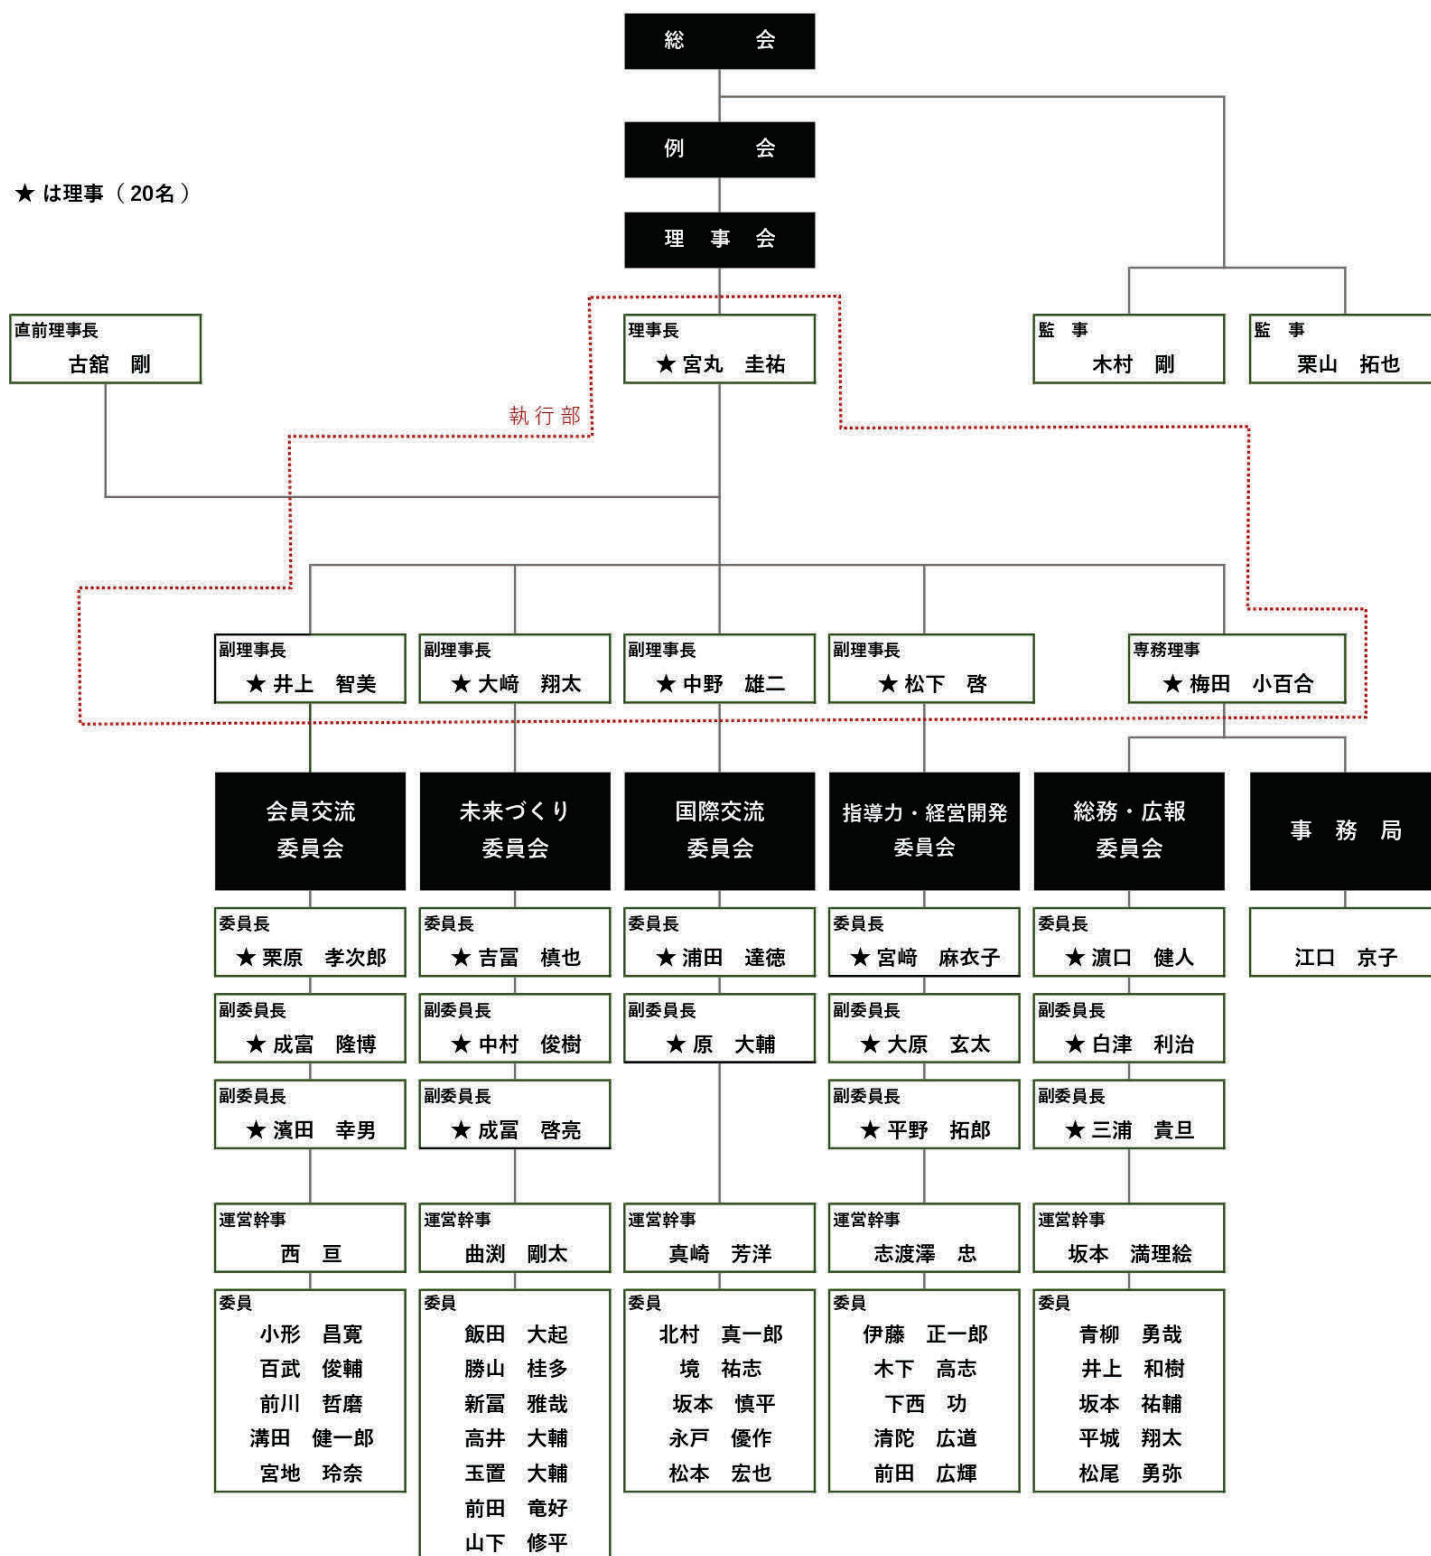 総　会
例　会
★ は理事（ 20名 ）
理　事　会
直前理事長
古舘　剛
理事長
★ 宮丸　圭祐
監　事
木村　剛
監　事
栗山　拓也
執 行 部
副理事長
★ 井上　智美
副理事長
★ 大﨑　翔太
副理事長
★ 中野　雄二
副理事長
★ 松下　啓
専務理事
★ 梅田　小百合
会員交流
委員会
未来づくり
委員会
国際交流
委員会
指導力・経営開発
委員会
総務・広報
委員会
事　務　局
委員長
★ 栗原　孝次郎
委員長
★ 吉冨　槙也
委員長
★ 浦田　達徳
委員長
★ 宮﨑　麻衣子
委員長
★ 濵口　健人
江口　京子
副委員長
★ 成富　隆博
副委員長
★ 中村　俊樹
副委員長
★ 原　大輔
副委員長
★ 大原　玄太
副委員長
★ 白津　利治
副委員長
★ 濱田　幸男
副委員長
★ 成冨　啓亮
副委員長
★ 平野　拓郎
副委員長
★ 三浦　貴旦
運営幹事
西　亘
運営幹事
曲渕　剛太
運営幹事
真崎　芳洋
運営幹事
志渡澤　忠
運営幹事
坂本　満理絵
委員
小形　昌寛
百武　俊輔
前川　哲磨
溝田　健一郎
宮地　玲奈
委員
飯田　大起
勝山　桂多
新冨　雅哉
高井　大輔
玉置　大輔
前田　竜好
山下　修平
委員
北村　真一郎
境　祐志
坂本　慎平
永戸　優作
松本　宏也
委員
伊藤　正一郎
木下　高志
下西　功
清陀　広道
前田　広輝
委員
青柳　勇哉
井上　和樹
坂本　祐輔
平城　翔太
松尾　勇弥